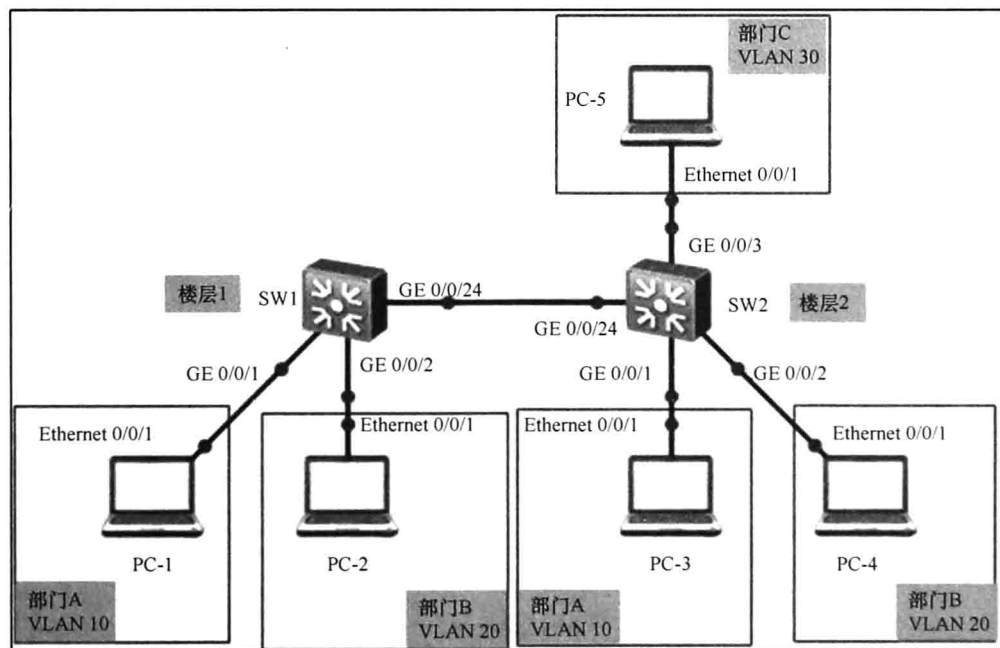 部门C
VLAN 30
PC-5
Ethernet 0/0/1
GE 0/0/3
楼层1
SW1
GE 0/0/24
GE 0/0/24
SW2
楼层2
GE 0/0/1
GE 0/0/2
GE 0/0/1
GE 0/0/2
Ethernet 0/0/1
Ethernet 0/0/1
Ethernet 0/0/1
Ethernet 0/0/1
PC-1
PC-2
PC-3
PC-4
部门A
VLAN 10
部门B
VLAN 20
部门A
VLAN 10
部门B
VLAN 20